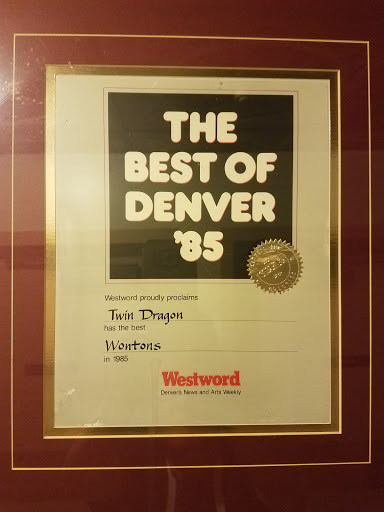 THE
BEST OF
DENVER
'85
Westword proudly proclaims
Twin Dragon
has the best
Wontons
in 1985
Westword
Denver's News and Arts Weekly